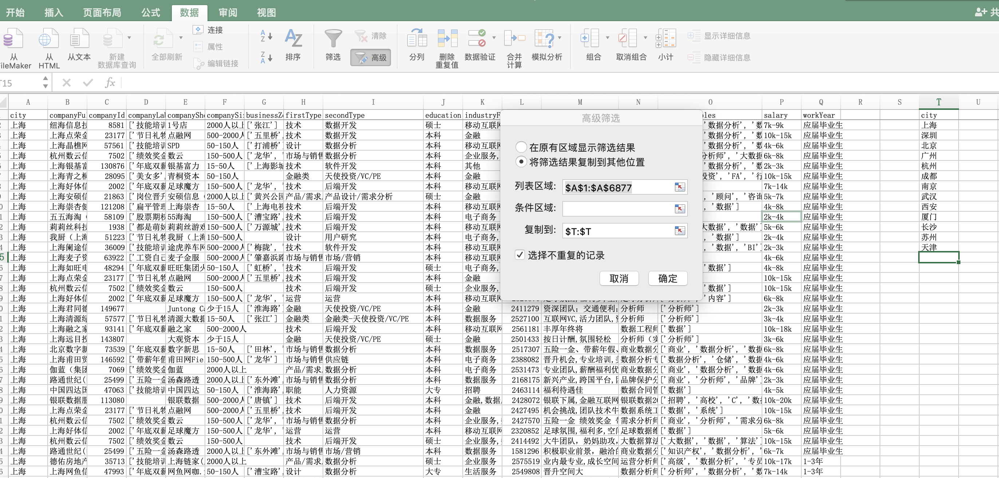 开始 插入 页面布局 公式 数据 审阅 视图
从 FileMaker 从 HTML 从文本 新建 数据库查询 全部刷新 连接 属性 编辑链接 排序 筛选 清除 高级 分列 删除 重复值 数据验证 合并 计算 模拟分析 组合 取消组合 小计 显示详细信息 隐藏详细信息
T15 fx
A B C D E F G H I J K L M N O P Q R S T U
city companyFu companyId companyLa companySh companySi businessZ firstType secondType education industryF les salary workYear city
上海 纽海信息技 8581 ['技能培训 1号店 2000人以上 ['张江'] 技术 数据开发 硕士 移动互联网 '数据分析', '数 7k-9k 应届毕业生 上海
上海 上海点荣金 23177 ['节日礼物 点融网 500-2000人 ['五里桥', 技术 数据开发 本科 金融 '数据分析', '数 10k-15k 应届毕业生 深圳
上海 上海晶樵网 57561 ['技能培训 SPD 50-150人 ['打浦桥' 设计 数据分析 本科 移动互联网 '数据分析', '数 4k-6k 应届毕业生 北京
上海 杭州数云信 7502 ['绩效奖金 数云 150-500人 ['龙华', ' 市场与销售 数据分析 本科 企业服务, 分析师', '大数据 6k-8k 应届毕业生 广州
上海 上海银基富 130876 ['年底双薪 银基富力 15-50人 ['上海影城 技术 软件开发 本科 其他 '数据分析', '数 2k-3k 应届毕业生 杭州
上海 上海青之桐 28095 ['美女多', 青桐资本 50-150人 金融类 天使投资/VC/PE 本科 金融 投资', 'FA', '行 10k-15k 应届毕业生 成都
上海 上海好体信 2002 ['年底双薪 足球魔方 150-500人 ['龙华', ' 技术 后端开发 本科 移动互联网 7k-14k 应届毕业生 南京
上海 上海安硕信 21863 ['岗位晋升 安硕信息( 2000人以上 ['黄兴公园 产品/需求 产品设计/需求分析 硕士 金融 , '顾问', '咨询 5k-7k 应届毕业生 武汉
上海 上海崇杏健 121208 ['扁平管理 上海崇杏 15-50人 ['上海电视 技术 后端开发 本科 移动互联网 , '数据'] 4k-8k 应届毕业生 西安
上海 五五海淘( 58109 ['股票期权 55海淘 150-500人 ['漕宝路', 技术 后端开发 本科 电子商务 2k-4k 应届毕业生 厦门
上海 莉莉丝科技 1938 ['都是萌妹 莉莉丝游戏 150-500人 ['万源城', 技术 后端开发 本科 移动互联网 大数据', '数据' 5k-6k 应届毕业生 长沙
上海 我厨(上海 51223 ['节日礼物 我厨(上海 150-500人 设计 用户研究 本科 电子商务, , '数据'] 2k-4k 应届毕业生 苏州
上海 上海阑途信 36009 ['技能培训 途虎养车网 500-2000人 ['梅陇', ' 技术 软件开发 本科 移动互联网 , '数据', 'BI' 2k-3k 应届毕业生 天津
上海 上海麦子资 63922 ['工资自己 麦子金服 500-2000人 ['肇嘉浜路 市场与销售 市场/营销 本科 移动互联网 4k-6k 应届毕业生
上海 上海如旺电 48294 ['年底双薪 旺旺集团火 50-150人 ['虹桥', ' 技术 后端开发 硕士 电子商务, '数据'] 4k-8k 应届毕业生
上海 上海点荣金 23177 ['节日礼物 点融网 500-2000人 ['五里桥', 技术 后端开发 本科 金融 10k-15k 应届毕业生
上海 杭州数云信 7502 ['绩效奖金 数云 150-500人 技术 后端开发 硕士 企业服务, '数据'] 10k-15k 应届毕业生
上海 上海好体信 2002 ['年底双薪 足球魔方 150-500人 ['龙华', ' 运营 运营 本科 移动互联网 '内容'] 6k-8k 应届毕业生
上海 上海君同德 149677 Juntong Ca 少于15人 ['淮海路' 金融 天使投资/VC/PE 本科 金融 2411279 资深团队;交通便利; 分析师 ['分析师'] 2k-3k 应届毕业生
上海 上海清源绿 57577 ['节日礼物 清源大数据 15-50人 ['张江'] 金融类 金融类-天使投资/VC/PE 本科 数据服务 2527100 互联网VC,活力团队, 分析师 ['分析师'] 3k-4k 应届毕业生
上海 上海融之家 93141 ['年底双薪 融之家 500-2000人 技术 后端开发 本科 移动互联网 2561181 丰厚年终将 数据工程师 ['数据'] 10k-18k 应届毕业生
上海 上海远目投 143807 大观资本 少于15人 金融 天使投资/VC/PE 硕士 金融 2501433 按日计酬,氛围轻松 分析师(实 ['分析师'] 3k-6k 应届毕业生
上海 北京数字新 73539 ['年底双薪 数字新思 15-50人 ['田林', ' 市场与销售 数据分析 本科 数据服务 2517307 五险一金、带薪年假、 商业数据分 ['商业', '数据分析', '数据 6k-8k 应届毕业生
上海 上海甫田贸 146592 ['带薪年假 甫田网Fie 150-500人 ['龙华'] 市场与销售 供应链 本科 电子商务 2388082 晋升机会,专业培训, 数据分析专 ['数据分析', '仓储', '数据 4k-6k 应届毕业生
上海 伽蓝(集团 7069 ['绩效奖金 伽蓝 2000人以上 产品/需求 数据分析 本科 电子商务 2531473 专业团队,薪酬福利优 商业数据分 ['商业', '数据分析', '数据 4k-6k 应届毕业生
上海 路通世纪( 25499 ['五险一金 汤森路透 2000人以上 ['东外滩', 市场与销售 数据分析 本科 数据服务 2168175 新兴产业,跨国平台, 品牌保护分 ['商业', '分析师', '品牌'] 2k-3k 应届毕业生
上海 中国四达国 47063 ['技能培训 中国四达 50-150人 ['淮海路', 职能 人力资源 大专 招聘 2463114 福利待遇佳 数据合同管 ['数据'] 4k-5k 应届毕业生
上海 银联数据服 113080 银联数据 500-2000人 ['唐镇'] 技术 后端开发 本科 金融,数据 2428072 银联下属,金融互联网 银联数据20 ['招聘', '高校', 'C', '数据 10k-20k 应届毕业生
上海 上海点荣金 23177 ['节日礼物 点融网 500-2000人 ['五里桥', 技术 后端开发 本科 金融 2427495 机会挑战,团队技术牛 数据系统工 ['数据', '系统'] 10k-15k 应届毕业生
上海 杭州数云信 7502 ['绩效奖金 数云 150-500人 ['龙华', ' 市场与销售 数据分析 本科 企业服务, 2427570 五险一金 绩效奖金 带 需求分析师 ['商业', '分析师', '需求分 6k-8k 应届毕业生
上海 上海好体信 2002 ['年底双薪 足球魔方 150-500人 ['龙华', ' 运营 运营 本科 移动互联网 2320852 足球氛围,福利多,空间 足球数据维 ['数据'] 5k-6k 应届毕业生
上海 杭州数云信 7502 ['绩效奖金 数云 150-500人 技术 后端开发 硕士 企业服务, 2414492 大牛团队,奶妈助攻, 大数据算法 ['大数据', '数据', '算法' 10k-15k 应届毕业生
上海 路通世纪( 25499 ['五险一金 汤森路透 2000人以上 ['东外滩', 市场与销售 市场/营销 本科 数据服务 1581296 积极职业前景,融洽的 商业数据分 ['知识产权', '数据分析', ' 6k-7k 应届毕业生
上海 德佑房地产 35713 ['技能培训 上海链家( 2000人以上 产品/需求 数据分析 硕士 企业服务 2575519 业内最专业,成长空间 运营分析师 ['高级', '数据分析', '专员 10k-17k 1-3年
上海 上海网鱼信 47993 ['年底双薪 网鱼网咖. 50-150人 ['漕宝路', 设计 数据分析 大专 生活服务 2549808 晋升空间大 数据分析师 ['分析师', '数据分析', '数 7k-14k 1-3年
高级筛选
在原有区域显示筛选结果
将筛选结果复制到其他位置
列表区域: $A$1:$A$6877
条件区域:
复制到: $T:$T
选择不重复的记录
取消 确定